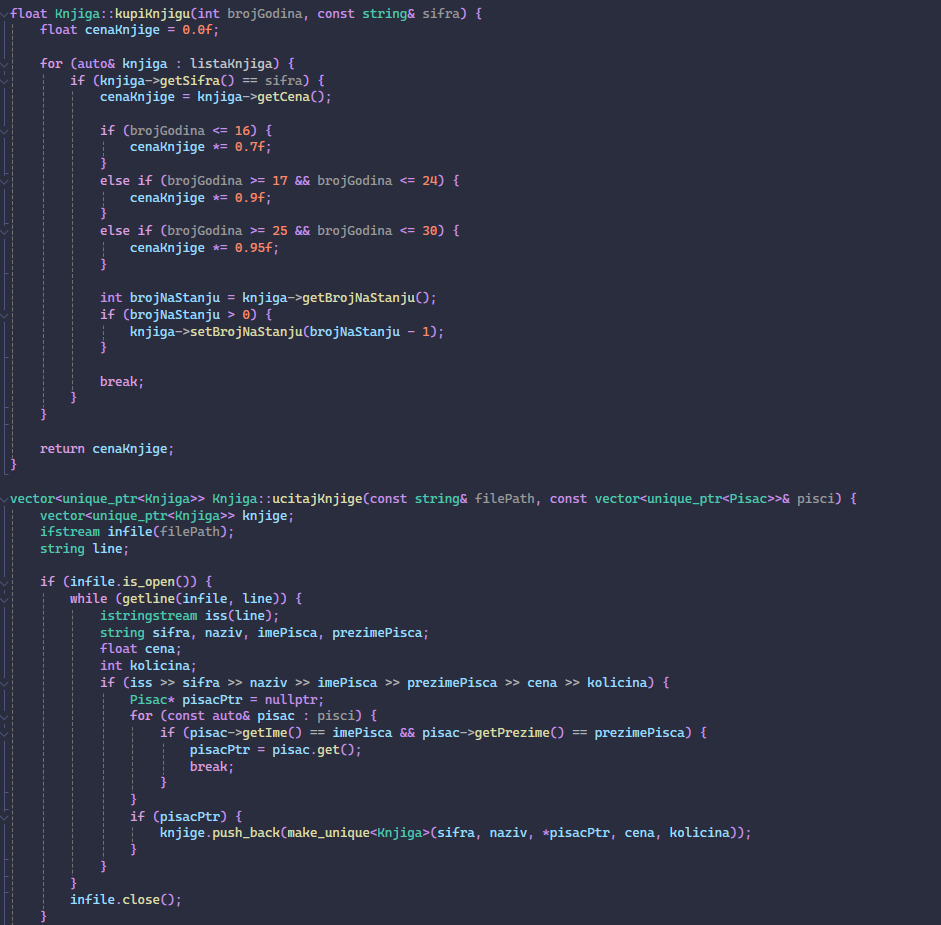 float Knjiga::kupiKnjigu(int brojGodina, const string& sifra) {
    float cenaKnjige = 0.0f;

    for (auto& knjiga : listaKnjiga) {
        if (knjiga->getSifra() == sifra) {
            cenaKnjige = knjiga->getCena();

            if (brojGodina <= 16) {
                cenaKnjige *= 0.7f;
            }
            else if (brojGodina >= 17 && brojGodina <= 24) {
                cenaKnjige *= 0.9f;
            }
            else if (brojGodina >= 25 && brojGodina <= 30) {
                cenaKnjige *= 0.95f;
            }

            int brojNaStanju = knjiga->getBrojNaStanju();
            if (brojNaStanju > 0) {
                knjiga->setBrojNaStanju(brojNaStanju - 1);
            }

            break;
        }
    }

    return cenaKnjige;
}

vector<unique_ptr<Knjiga>> Knjiga::ucitajKnjige(const string& filePath, const vector<unique_ptr<Pisac>>& pisci) {
    vector<unique_ptr<Knjiga>> knjige;
    ifstream infile(filePath);
    string line;

    if (infile.is_open()) {
        while (getline(infile, line)) {
            istringstream iss(line);
            string sifra, naziv, imePisca, prezimePisca;
            float cena;
            int kolicina;
            if (iss >> sifra >> naziv >> imePisca >> prezimePisca >> cena >> kolicina) {
                Pisac* pisacPtr = nullptr;
                for (const auto& pisac : pisci) {
                    if (pisac->getIme() == imePisca && pisac->getPrezime() == prezimePisca) {
                        pisacPtr = pisac.get();
                        break;
                    }
                }
                if (pisacPtr) {
                    knjige.push_back(make_unique<Knjiga>(sifra, naziv, *pisacPtr, cena, kolicina));
                }
            }
        }
        infile.close();
    }